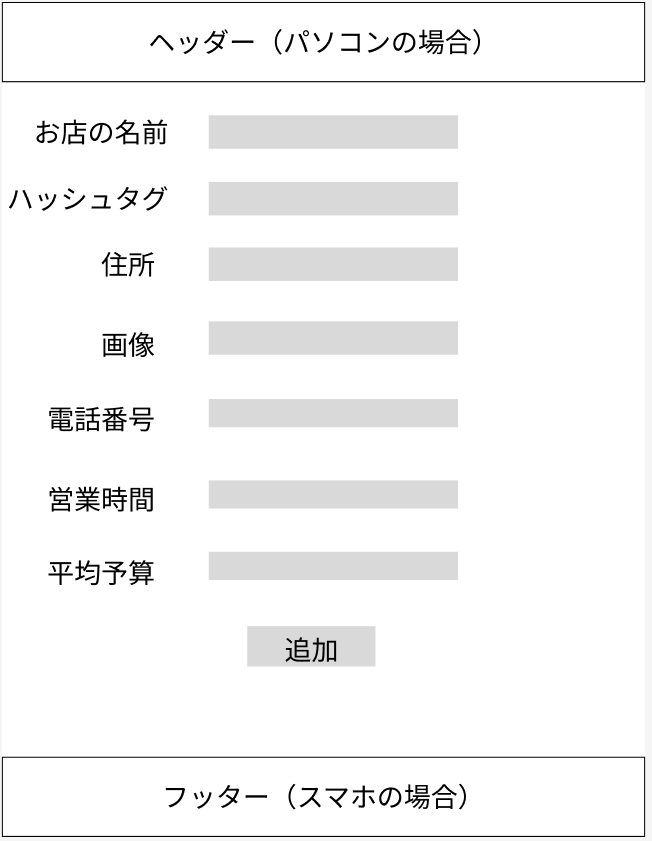 ヘッダー（パソコンの場合）
お店の名前
ハッシュタグ
住所
画像
電話番号
営業時間
平均予算
追加
フッター（スマホの場合）